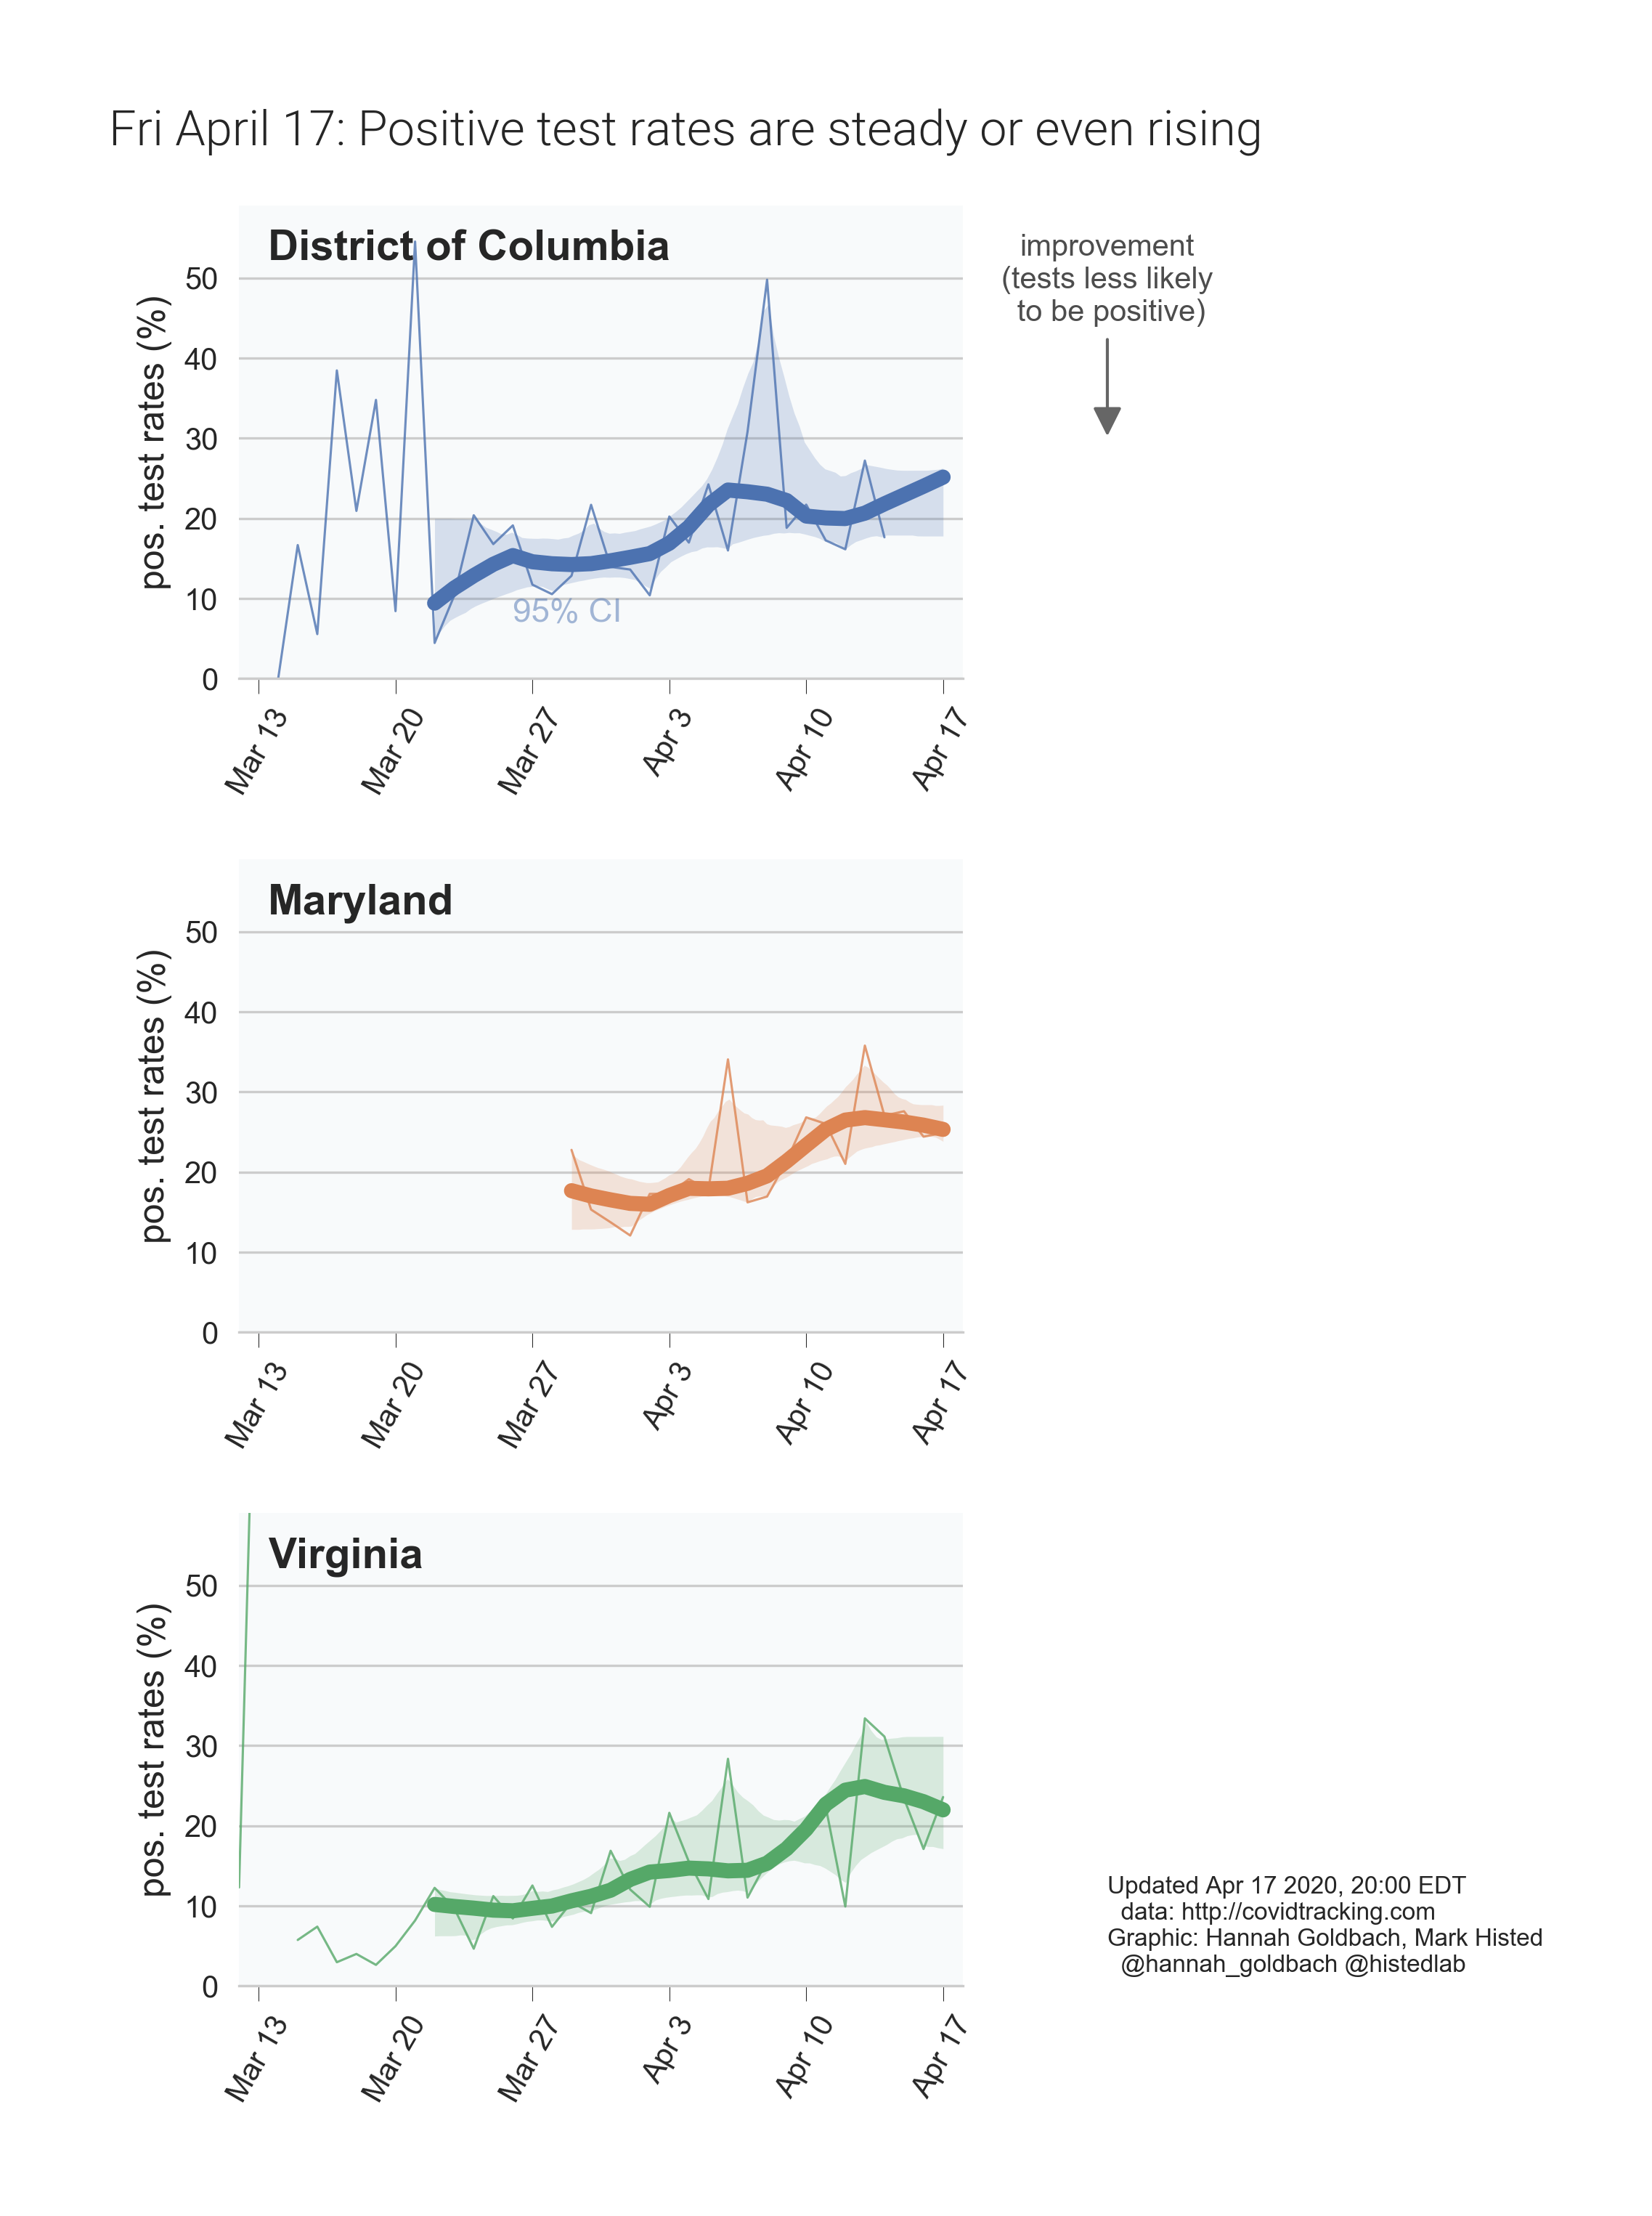 Fri April 17: Positive test rates are steady or even rising
District of Columbia
pos. test rates (%)
50
40
30
20
10
0
95% CI
Mar 13
Mar 20
Mar 27
Apr 3
Apr 10
Apr 17
improvement
(tests less likely
to be positive)
Maryland
pos. test rates (%)
50
40
30
20
10
0
Mar 13
Mar 20
Mar 27
Apr 3
Apr 10
Apr 17
Virginia
pos. test rates (%)
50
40
30
20
10
0
Mar 13
Mar 20
Mar 27
Apr 3
Apr 10
Apr 17
Updated Apr 17 2020, 20:00 EDT
data: http://covidtracking.com
Graphic: Hannah Goldbach, Mark Histed
@hannah_goldbach @histedlab